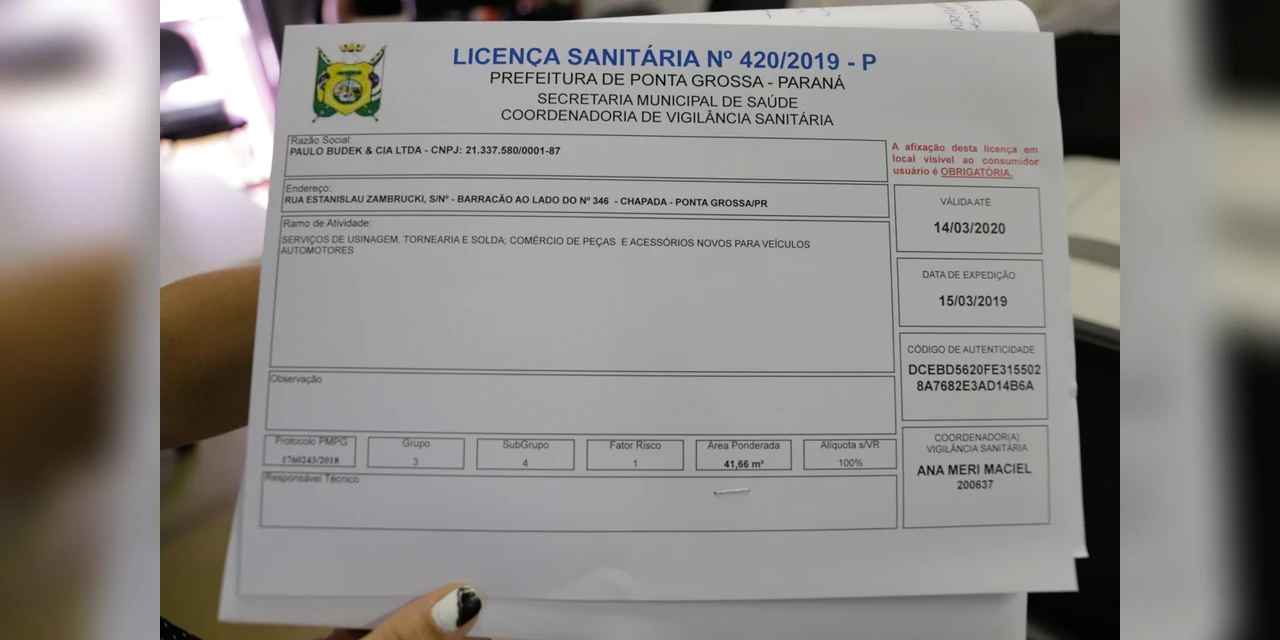 LICENÇA SANITÁRIA Nº 420/2019 - P
PREFEITURA DE PONTA GROSSA - PARANÁ
SECRETARIA MUNICIPAL DE SAÚDE
COORDENADORIA DE VIGILÂNCIA SANITÁRIA
Razão Social:
PAULO BUDEK & CIA LTDA - CNPJ: 21.337.580/0001-87
A afixação desta licença em
local visível ao consumidor
usuário é OBRIGATÓRIA.
Endereço:
RUA ESTANISLAU ZAMBRUCKI, S/Nº - BARRACÃO AO LADO DO Nº 346 - CHAPADA - PONTA GROSSA/PR
VÁLIDA ATÉ
14/03/2020
Ramo de Atividade:
SERVIÇOS DE USINAGEM, TORNEARIA E SOLDA; COMÉRCIO DE PEÇAS E ACESSÓRIOS NOVOS PARA VEÍCULOS
AUTOMOTORES
DATA DE EXPEDIÇÃO
15/03/2019
CÓDIGO DE AUTENTICIDADE
DCEBD5620FE315502
8A7682E3AD14B6A
Observação
Protocolo PMPG
1760243/2018
Grupo
3
SubGrupo
4
Fator Risco
1
Área Ponderada
41,66 m²
Alíquota s/VR
100%
COORDENADOR(A)
VIGILÂNCIA SANITÁRIA
ANA MERI MACIEL
200637
Responsável Técnico